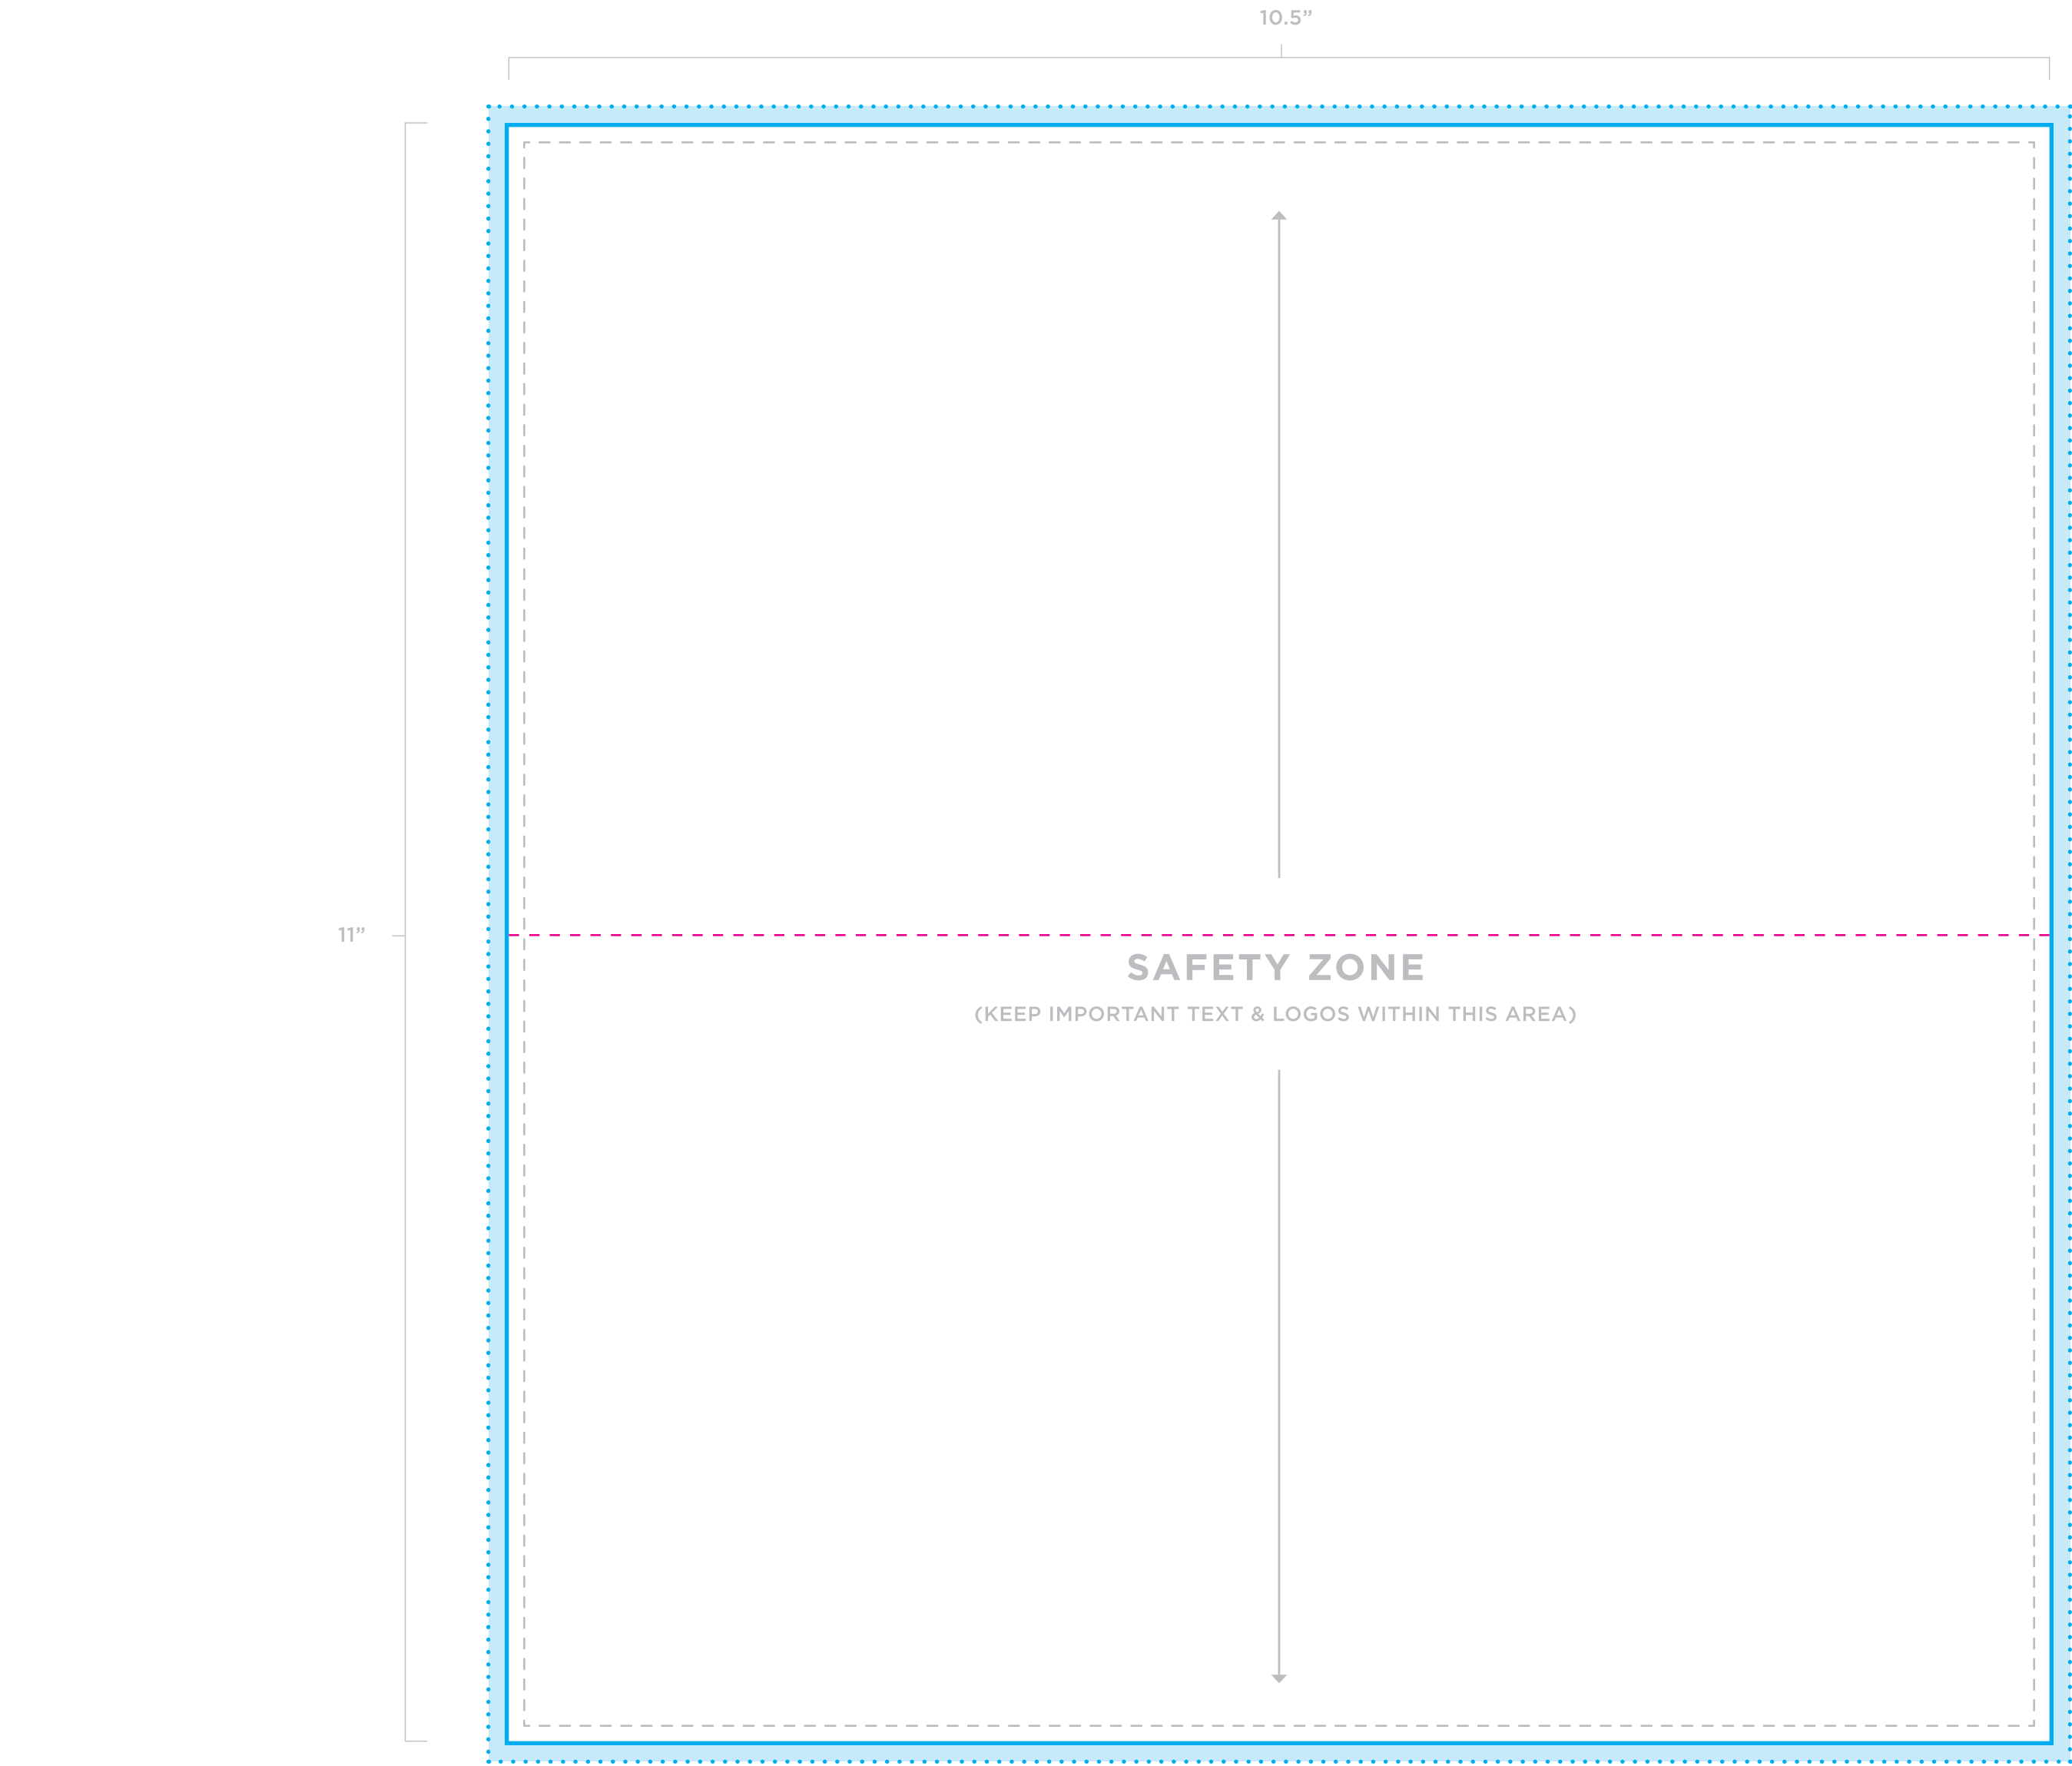 10.5”
11”
SAFETY ZONE
(KEEP IMPORTANT TEXT & LOGOS WITHIN THIS AREA)